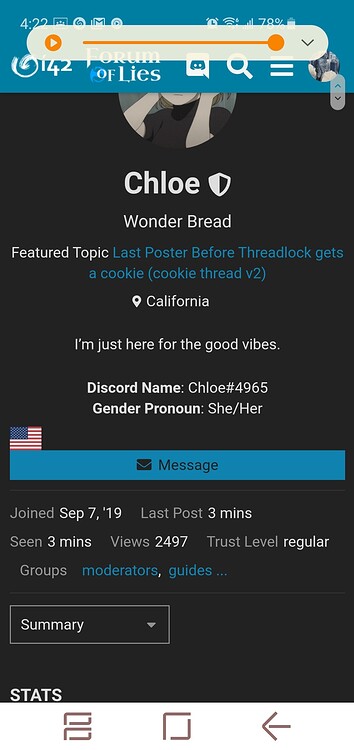 4:22 78%
142 Forum of Lies
Chloe
Wonder Bread
Featured Topic Last Poster Before Threadlock gets
a cookie (cookie thread v2)
California
I'm just here for the good vibes.
Discord Name: Chloe#4965
Gender Pronoun: She/Her
Message
Joined Sep 7, '19 Last Post 3 mins
Seen 3 mins Views 2497 Trust Level regular
Groups moderators, guides ...
Summary
STATS